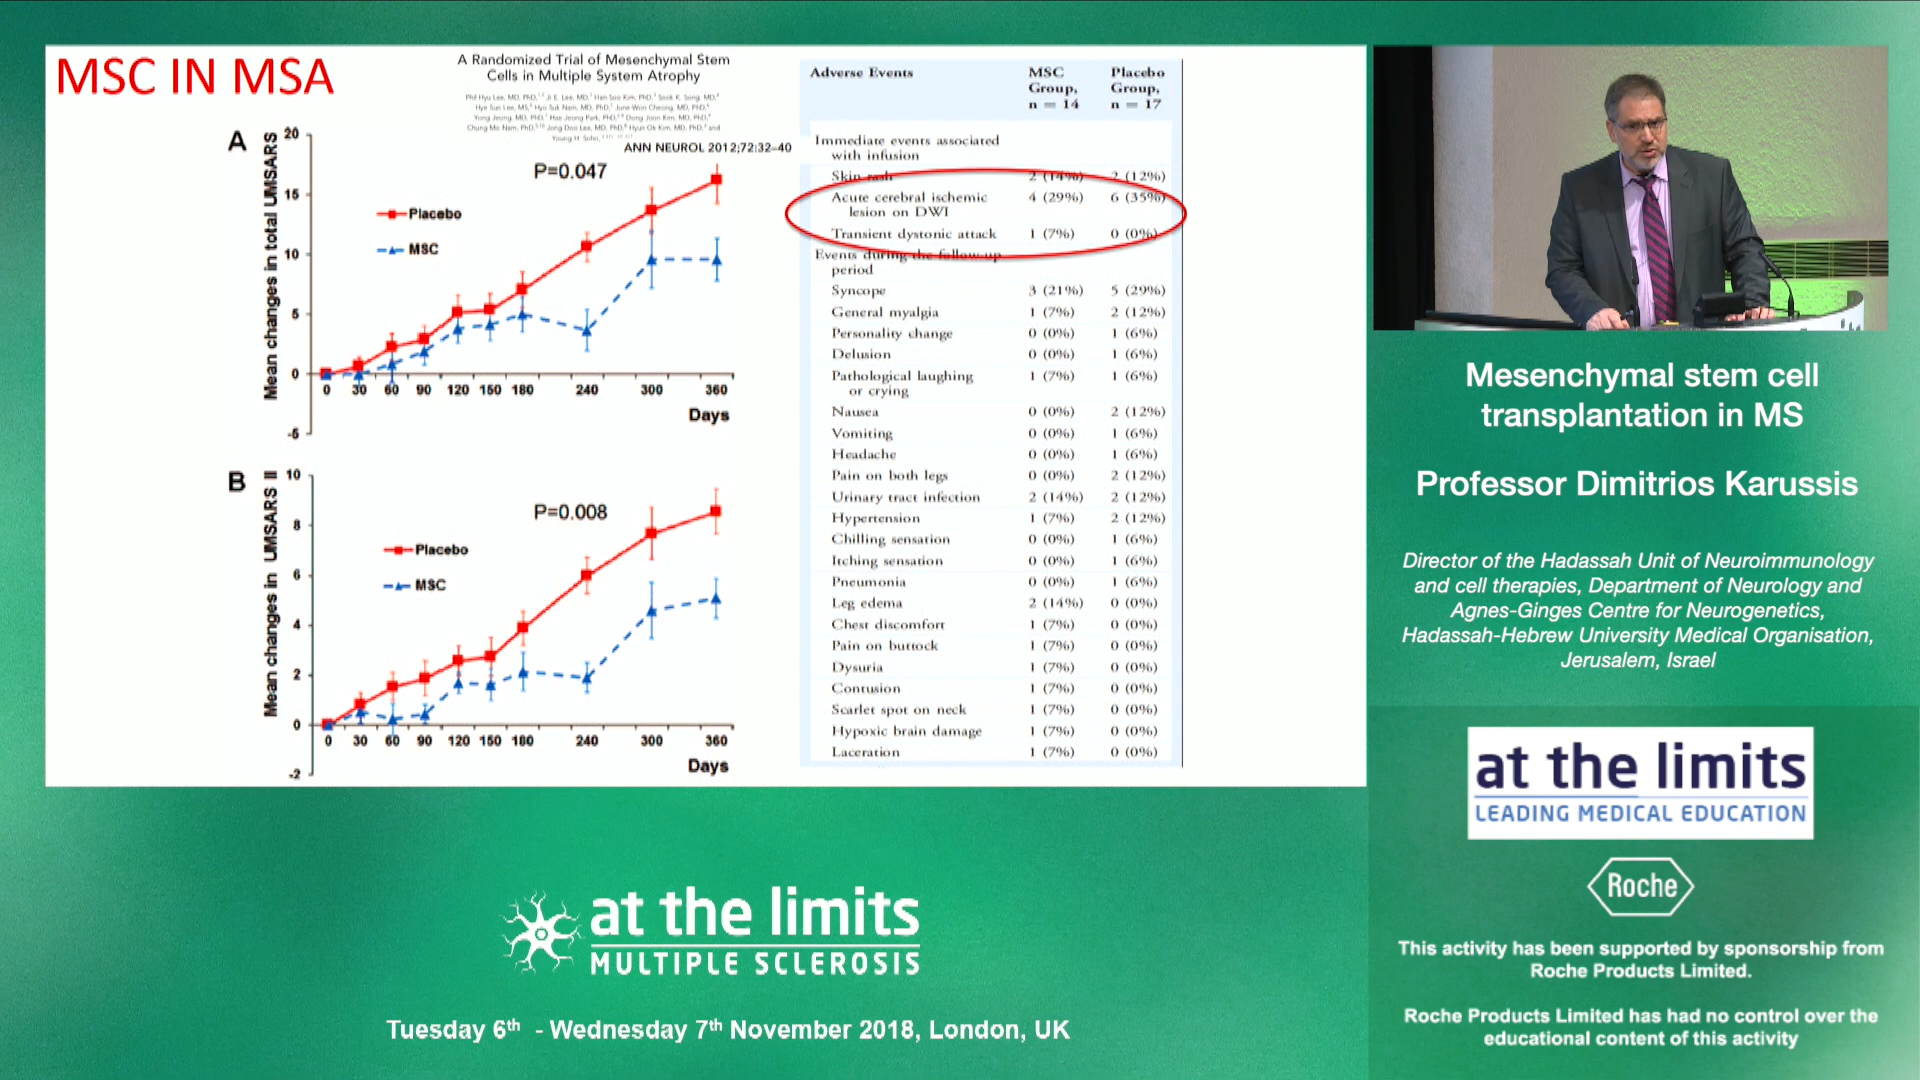 MSC IN MSA
A Randomized Trial of Mesenchymal Stem
Cells in Multiple System Atrophy
Phil Hyu Lee, MD, PhD, Ji E. Lee, MD, Han-Soo Kim, PhD, Sook K. Song, MD,
Hye Sun Lee, MS, Hyo Suk Nam, MD, PhD, June-Won Cheong, MD, PhD,
Yong Jeong, MD, PhD, Hae-Jeong Park, PhD, Dong Joon Kim, MD, PhD,
Chung Mo Nam, PhD, Jong Doo Lee, MD, PhD, Hyun Ok Kim, MD, PhD, and
Young H. Sohn,
ANN NEUROL 2012;72:32–40
A
Mean changes in total UMSARS
20
15
10
5
0
-5
P=0.047
Placebo
MSC
0 30 60 90 120 150 180 240 300 360
Days
B
Mean changes in UMSARS II
10
8
6
4
2
0
-2
P=0.008
Placebo
MSC
0 30 60 90 120 150 180 240 300 360
Days
Adverse Events MSC Placebo
Group, Group,
n = 14 n = 17
Immediate events associated
with infusion
Skin rash 2 (14%) 2 (12%)
Acute cerebral ischemic 4 (29%) 6 (35%)
lesion on DWI
Transient dystonic attack 1 (7%) 0 (0%)
Events during the follow-up
period
Syncope 3 (21%) 5 (29%)
General myalgia 1 (7%) 2 (12%)
Personality change 0 (0%) 1 (6%)
Delusion 0 (0%) 1 (6%)
Pathological laughing 1 (7%) 1 (6%)
or crying
Nausea 0 (0%) 2 (12%)
Vomiting 0 (0%) 1 (6%)
Headache 0 (0%) 1 (6%)
Pain on both legs 0 (0%) 2 (12%)
Urinary tract infection 2 (14%) 2 (12%)
Hypertension 1 (7%) 2 (12%)
Chilling sensation 0 (0%) 1 (6%)
Itching sensation 0 (0%) 1 (6%)
Pneumonia 0 (0%) 1 (6%)
Leg edema 2 (14%) 0 (0%)
Chest discomfort 1 (7%) 0 (0%)
Pain on buttock 1 (7%) 0 (0%)
Dysuria 1 (7%) 0 (0%)
Contusion 1 (7%) 0 (0%)
Scarlet spot on neck 1 (7%) 0 (0%)
Hypoxic brain damage 1 (7%) 0 (0%)
Laceration 1 (7%) 0 (0%)
Mesenchymal stem cell
transplantation in MS
Professor Dimitrios Karussis
Director of the Hadassah Unit of Neuroimmunology
and cell therapies, Department of Neurology and
Agnes-Ginges Centre for Neurogenetics,
Hadassah-Hebrew University Medical Organisation,
Jerusalem, Israel
at the limits
LEADING MEDICAL EDUCATION
Roche
This activity has been supported by sponsorship from
Roche Products Limited.
Roche Products Limited has had no control over the
educational content of this activity
at the limits
MULTIPLE SCLEROSIS
Tuesday 6th - Wednesday 7th November 2018, London, UK